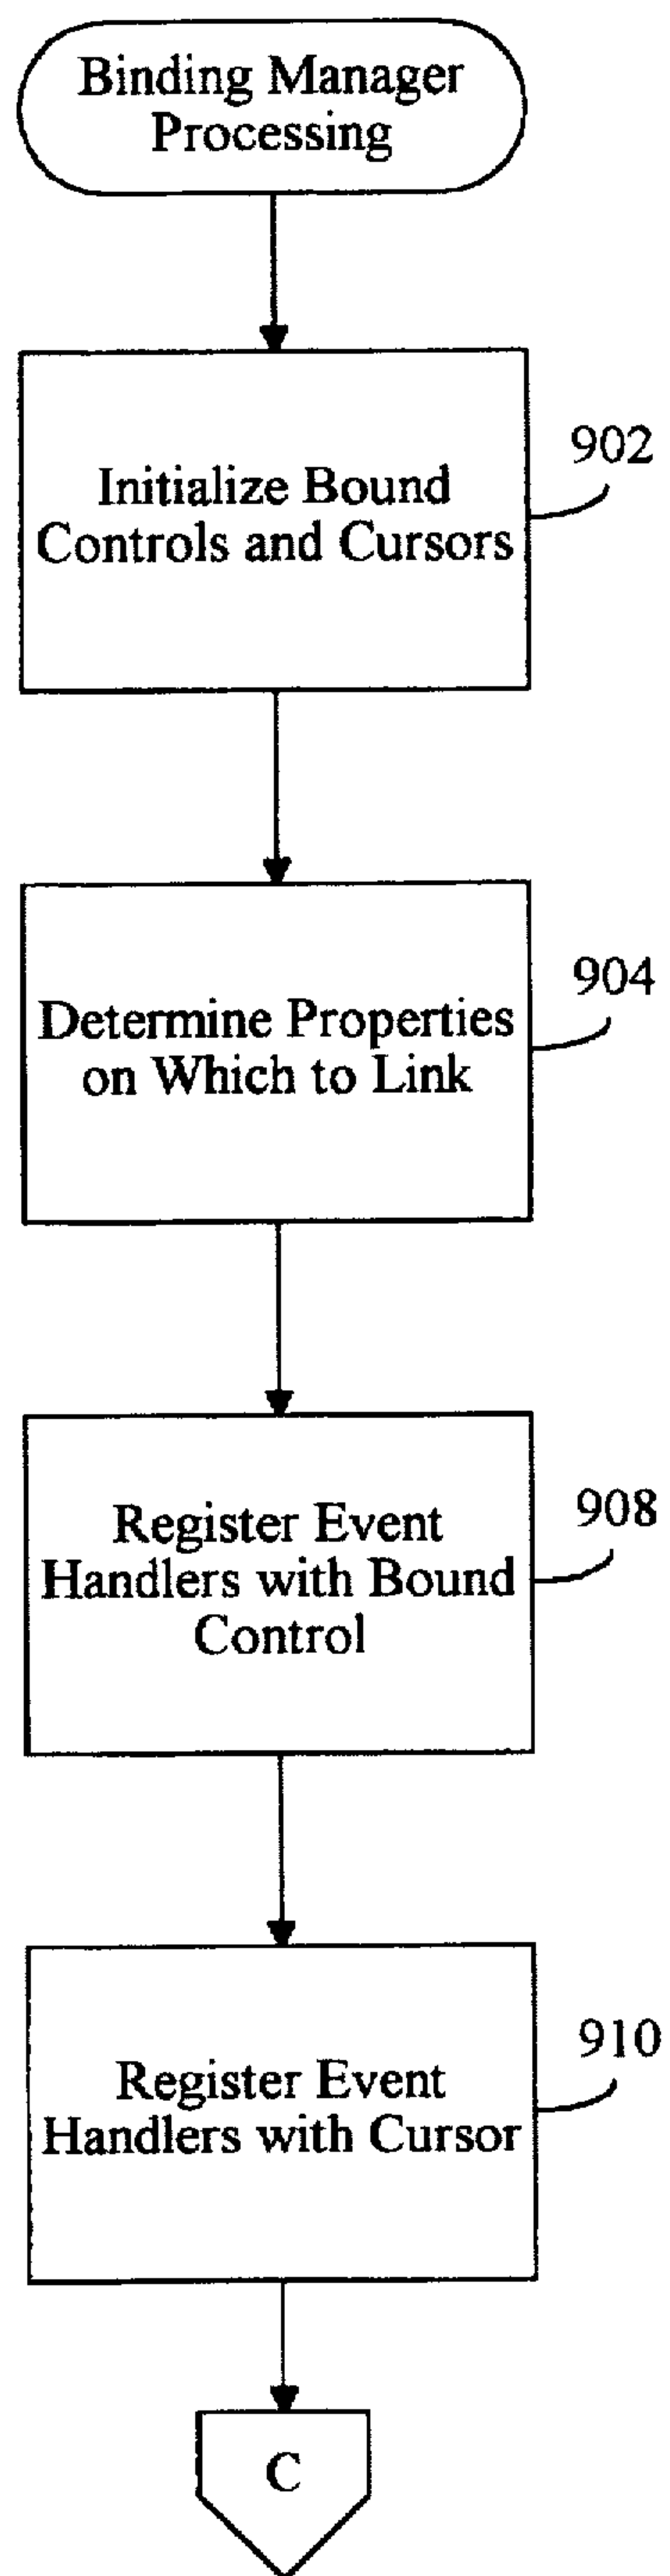 Binding Manager
Processing
902
Initialize Bound
Controls and Cursors
904
Determine Properties
on Which to Link
908
Register Event
Handlers with Bound
Control
910
Register Event
Handlers with Cursor
C